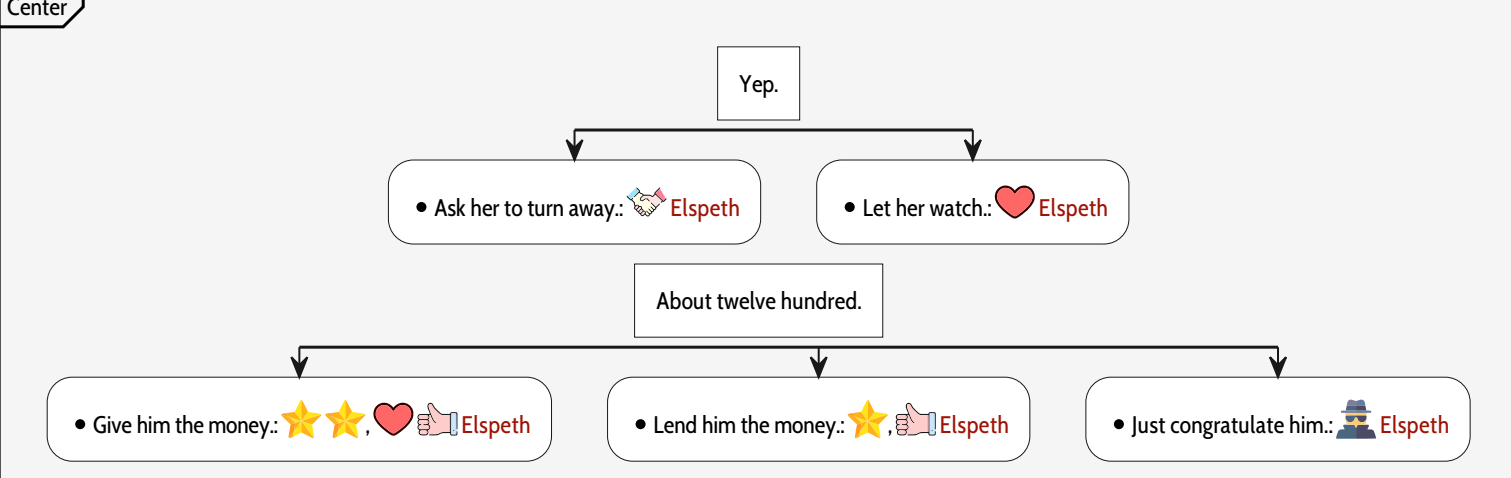 Center
Yep.
• Ask her to turn away.: Elspeth
• Let her watch.: Elspeth
About twelve hundred.
• Give him the money.: , Elspeth
• Lend him the money.: , Elspeth
• Just congratulate him.: Elspeth